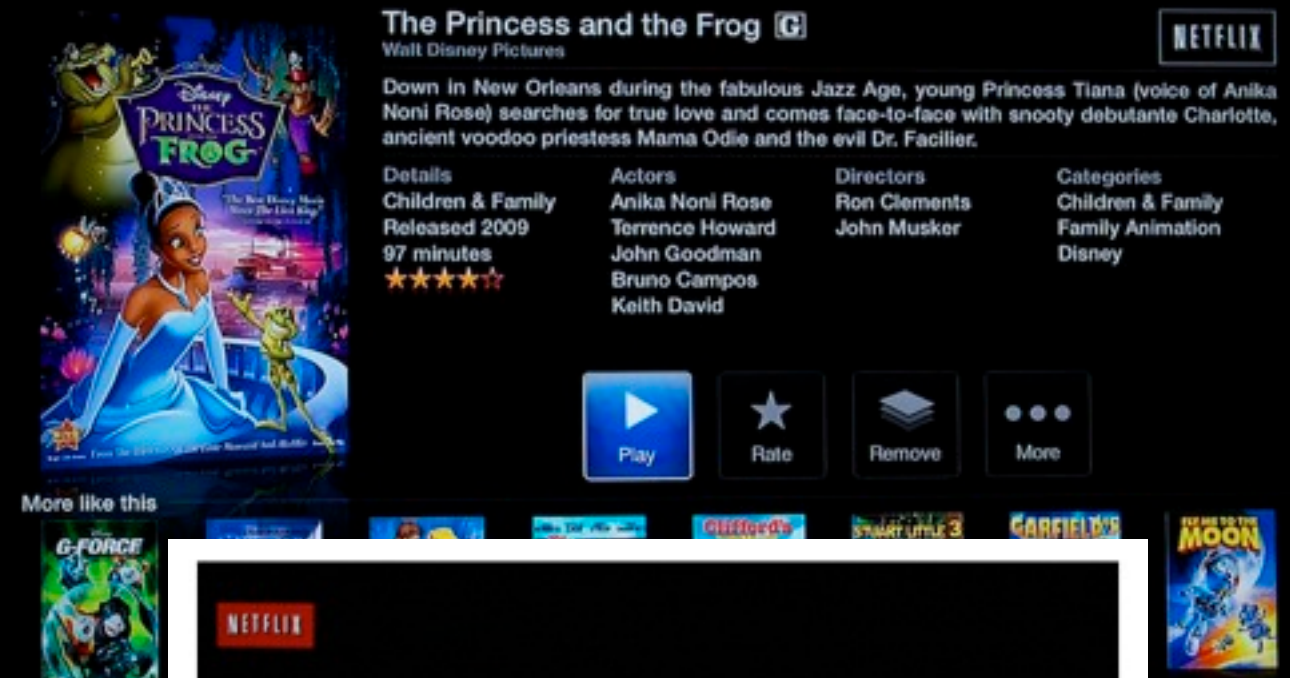 The Princess and the Frog G
Walt Disney Pictures
NETFLIX
Down in New Orleans during the fabulous Jazz Age, young Princess Tiana (voice of Anika
Noni Rose) searches for true love and comes face-to-face with snooty debutante Charlotte,
ancient voodoo priestess Mama Odie and the evil Dr. Facilier.
Details
Children & Family
Released 2009
97 minutes
Actors
Anika Noni Rose
Terrence Howard
John Goodman
Bruno Campos
Keith David
Directors
Ron Clements
John Musker
Categories
Children & Family
Family Animation
Disney
Disney
THE
PRINCESS
FROG
Play
Rate
Remove
More
More like this
G-FORCE
Clifford's
STUART LITTLE 3
GARFIELD'S
FLY ME TO THE
MOON
NETFLIX